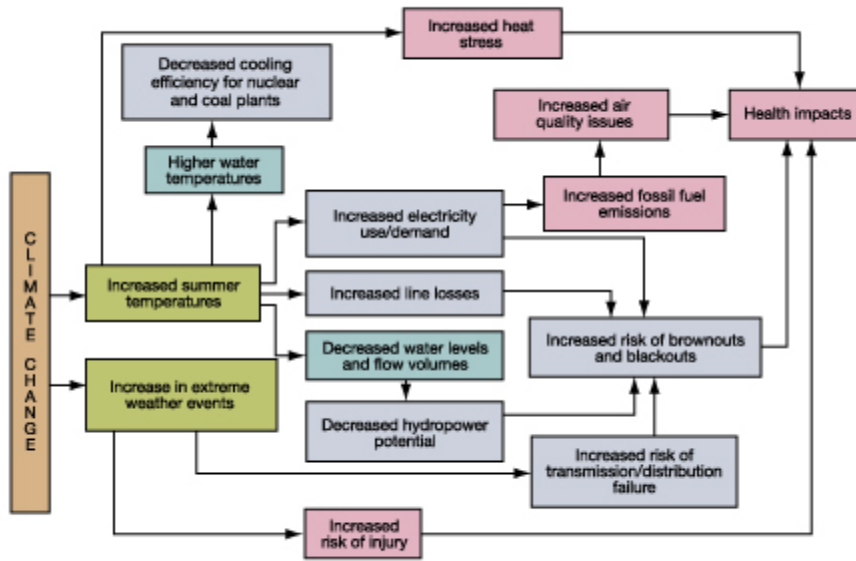 Increased heat
stress
Decreased cooling
efficiency for nuclear
and coal plants
Increased air
quality issues
Health impacts
Higher water
temperatures
Increased fossil fuel
emissions
Increased electricity
use/demand
CLIMATE CHANGE
Increased summer
temperatures
Increased line losses
Increased risk of brownouts
and blackouts
Decreased water levels
and flow volumes
Increase in extreme
weather events
Decreased hydropower
potential
Increased risk of
transmission/distribution
failure
Increased
risk of injury